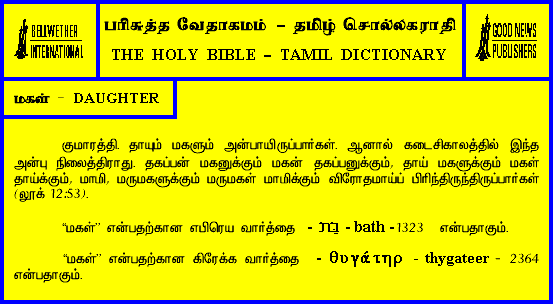 BELLWETHER
INTERNATIONAL
பரிசுத்த வேதாகமம் – தமிழ் சொல்லகராதி
THE HOLY BIBLE – TAMIL DICTIONARY
GOOD NEWS
PUBLISHERS
மகள் - DAUGHTER
குமாரத்தி. தாயும் மகளும் அன்பாயிருப்பார்கள். ஆனால் கடைசிகாலத்தில் இந்த
அன்பு நிலைத்திராது. தகப்பன் மகனுக்கும் மகன் தகப்பனுக்கும், தாய் மகளுக்கும் மகள்
தாய்க்கும், மாமி, மருமகளுக்கும் மருமகள் மாமிக்கும் விரோதமாய்ப் பிரிந்திருந்திருப்பார்கள்
(லூக் 12:53).
“மகள்” என்பதற்கான எபிரெய வார்த்தை - בַּת - bath -1323 என்பதாகும்.
“மகள்” என்பதற்கான கிரேக்க வார்த்தை - θυγάτηρ - thygateer - 2364
என்பதாகும்.